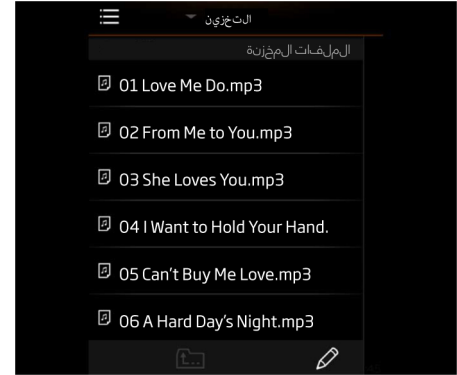 التخزين
الملفات المخزنة
01 Love Me Do.mp3
02 From Me to You.mp3
03 She Loves You.mp3
04 I Want to Hold Your Hand.
05 Can't Buy Me Love.mp3
06 A Hard Day's Night.mp3